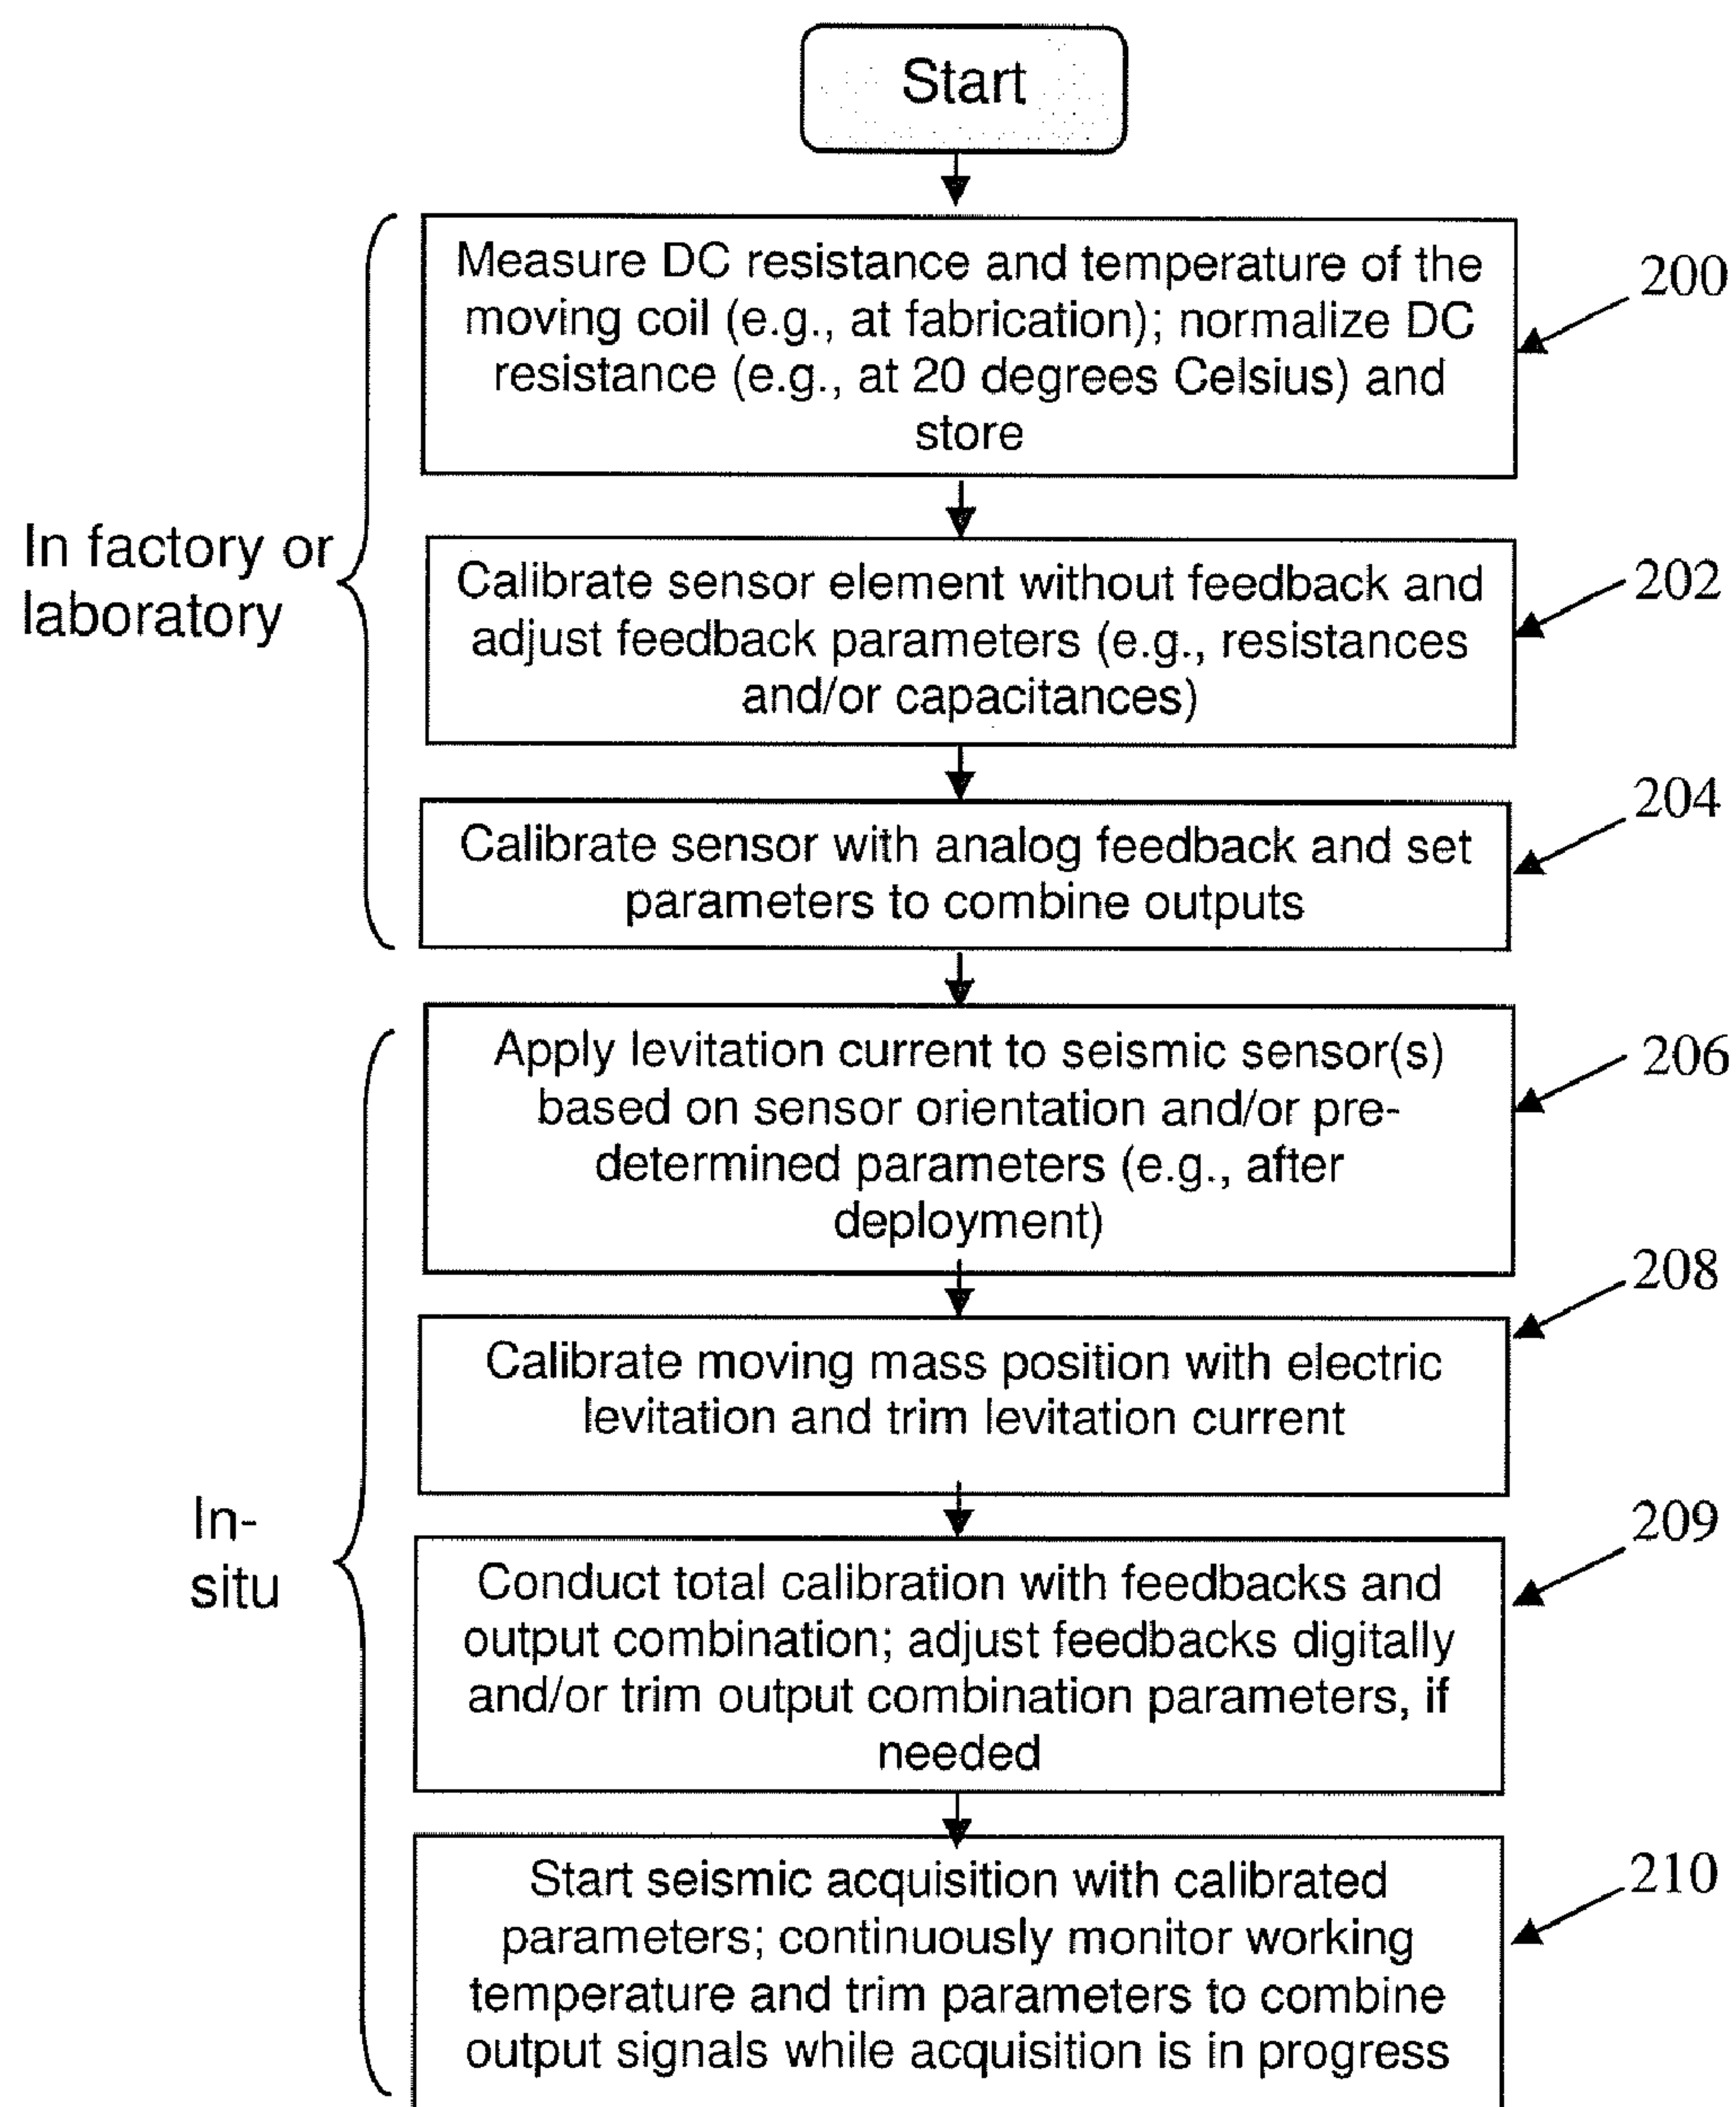 Start
Measure DC resistance and temperature of the
moving coil (e.g., at fabrication); normalize DC
resistance (e.g., at 20 degrees Celsius) and
store
200
In factory or
laboratory
Calibrate sensor element without feedback and
adjust feedback parameters (e.g., resistances
and/or capacitances)
202
Calibrate sensor with analog feedback and set
parameters to combine outputs
204
Apply levitation current to seismic sensor(s)
based on sensor orientation and/or pre-
determined parameters (e.g., after
deployment)
206
Calibrate moving mass position with electric
levitation and trim levitation current
208
In-
situ
Conduct total calibration with feedbacks and
output combination; adjust feedbacks digitally
and/or trim output combination parameters, if
needed
209
Start seismic acquisition with calibrated
parameters; continuously monitor working
temperature and trim parameters to combine
output signals while acquisition is in progress
210